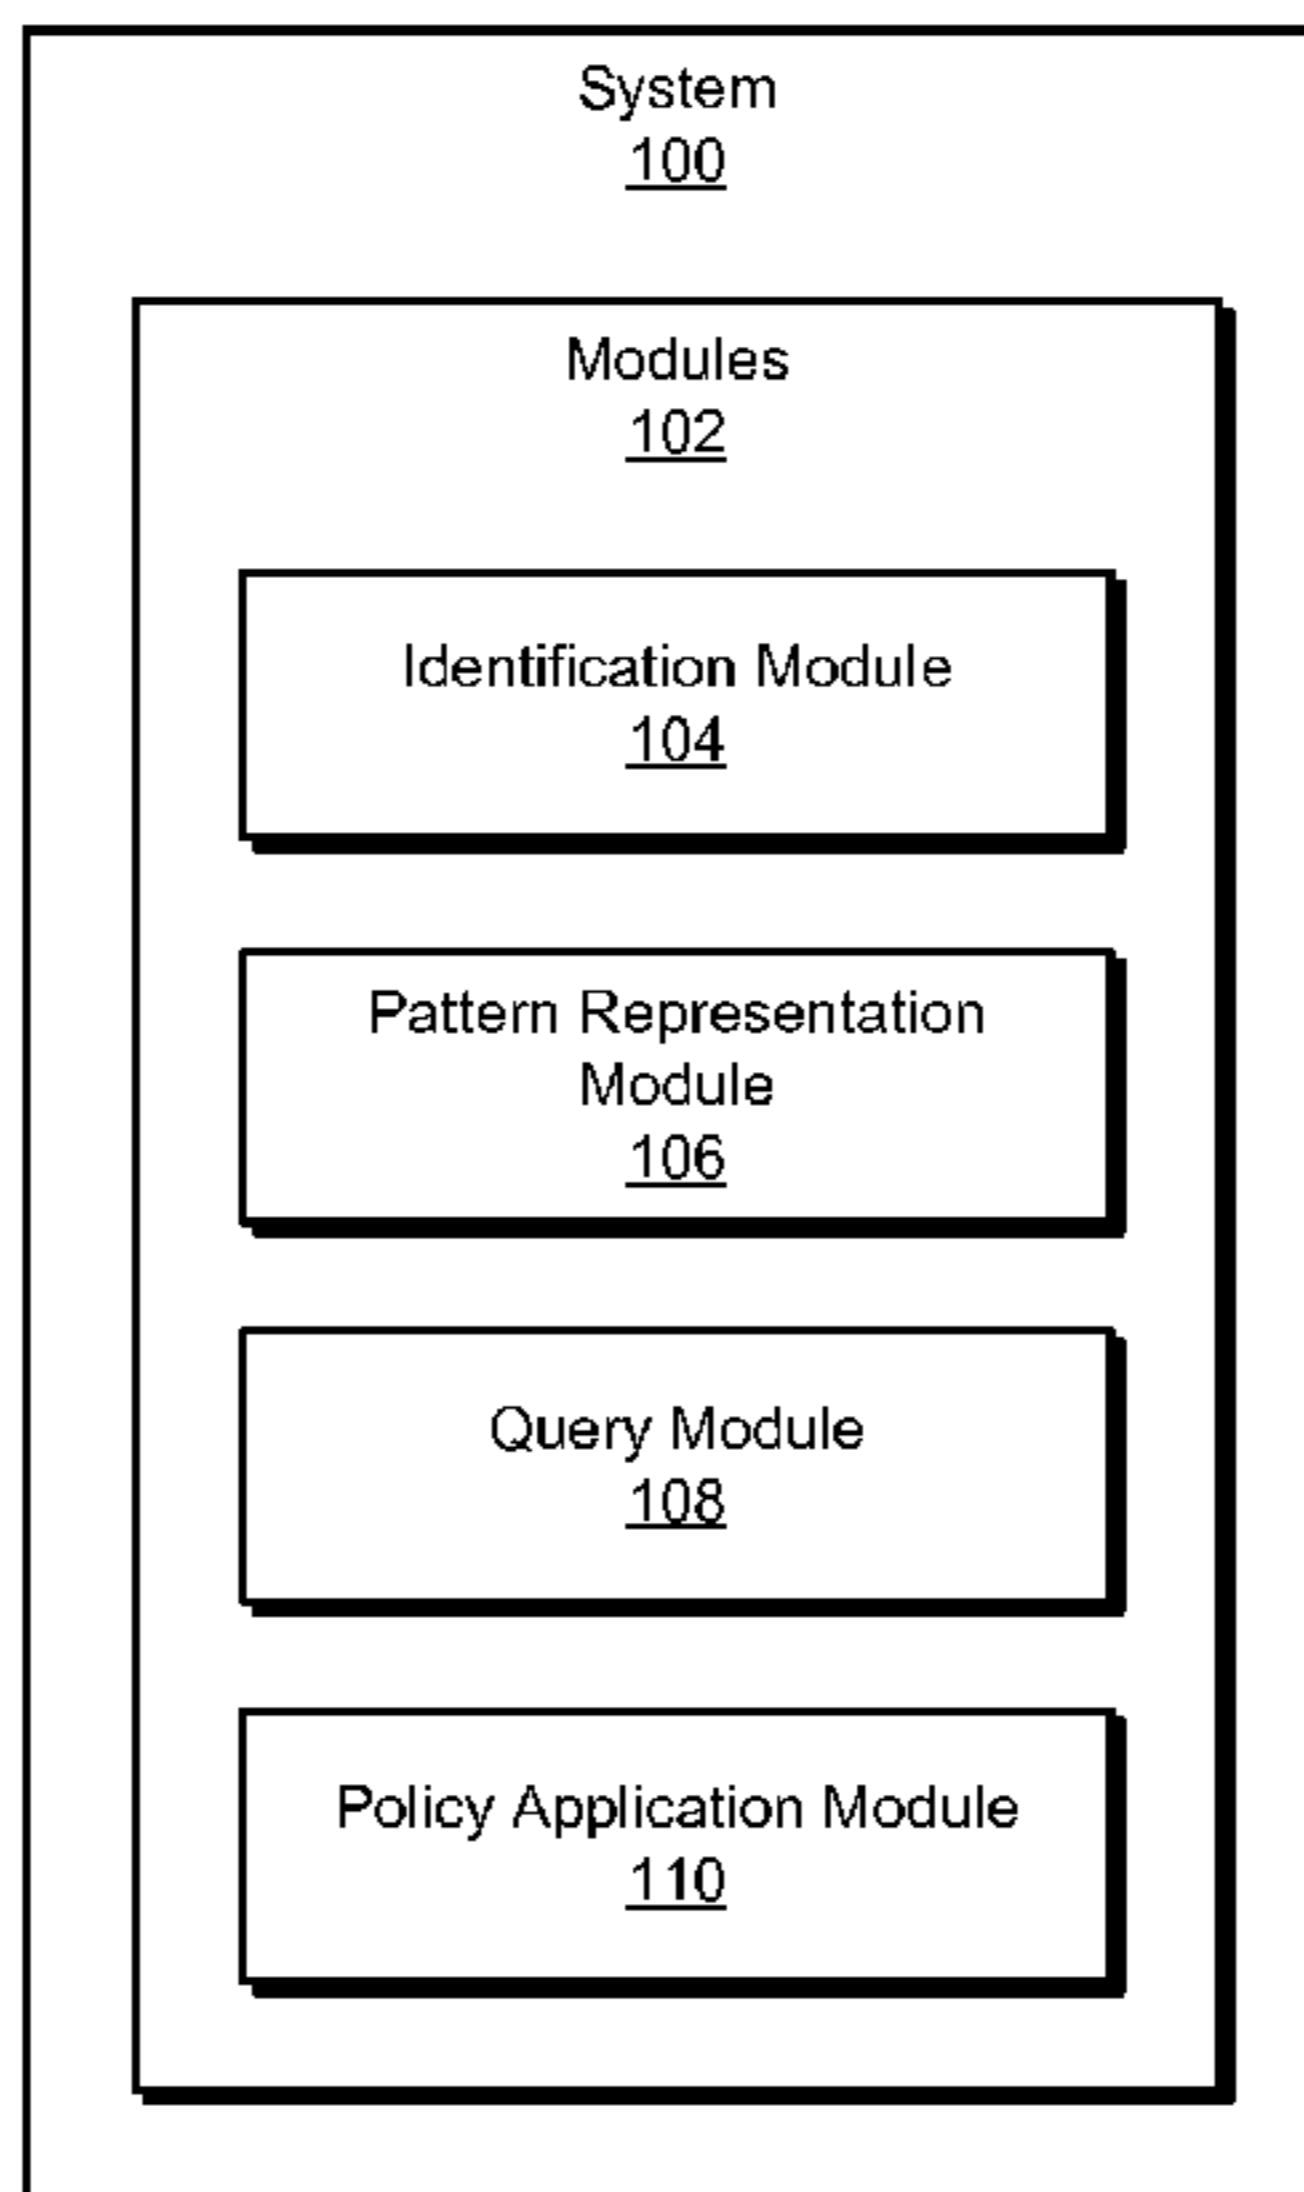 System
100
Modules
102
Identification Module
104
Pattern Representation
Module
106
Query Module
108
Policy Application Module
110